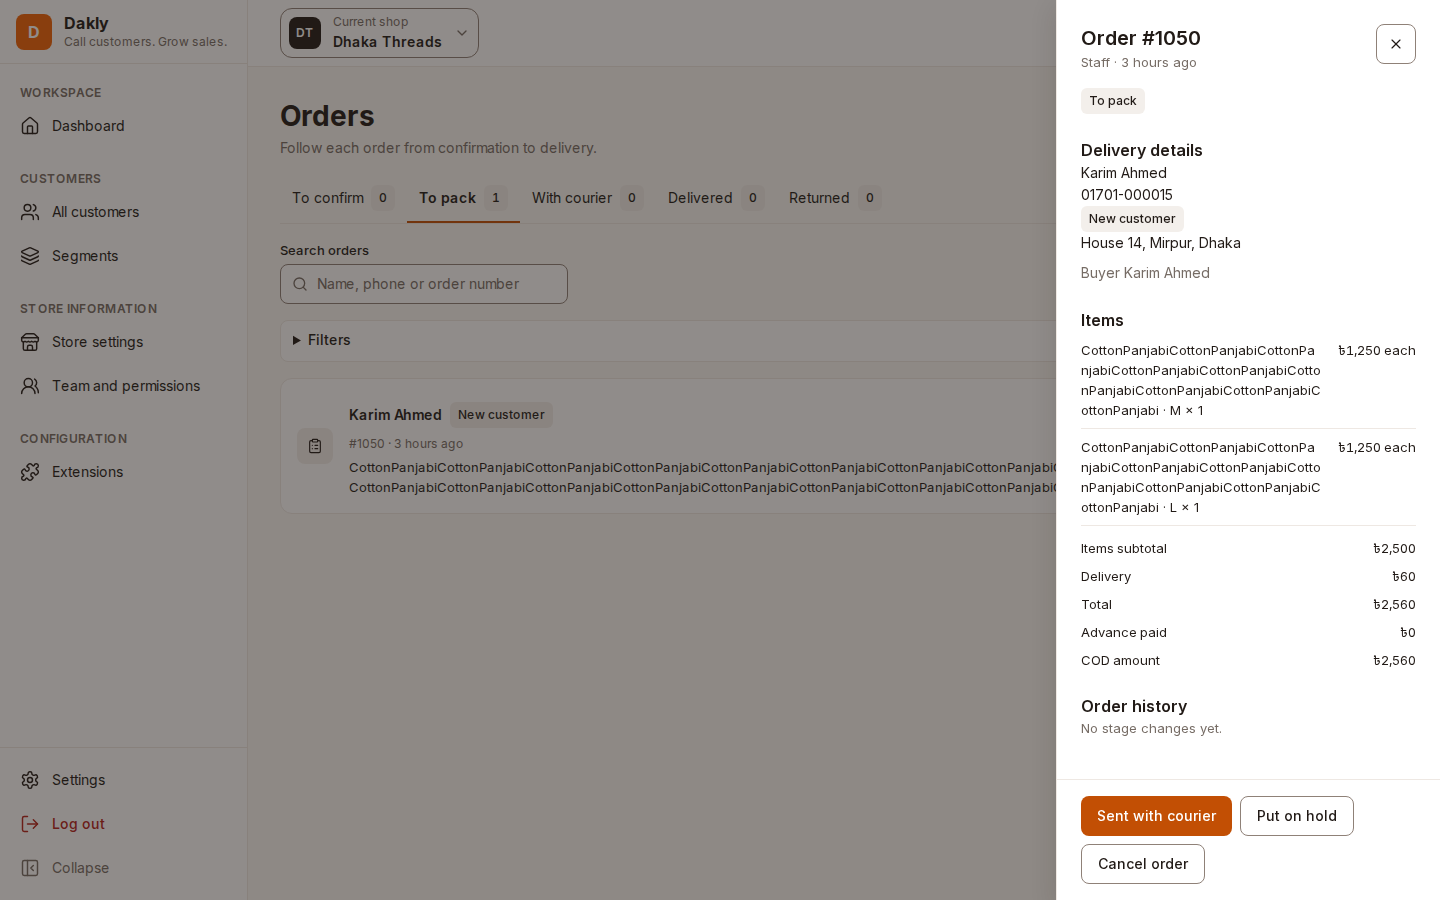 D
Dakly
Call customers. Grow sales.
WORKSPACE
Dashboard
CUSTOMERS
All customers
Segments
STORE INFORMATION
Store settings
Team and permissions
CONFIGURATION
Extensions
Settings
Log out
Collapse
DT
Current shop
Dhaka Threads
Orders
Follow each order from confirmation to delivery.
To confirm 0 To pack 1 With courier 0 Delivered 0 Returned 0
Search orders
Name, phone or order number
Filters
Karim Ahmed New customer
#1050 · 3 hours ago
CottonPanjabiCottonPanjabiCottonPanjabiCottonPanjabiCottonPanjabiCottonPanjabiCottonPanjabiCottonPanjabi
CottonPanjabiCottonPanjabiCottonPanjabiCottonPanjabiCottonPanjabiCottonPanjabiCottonPanjabiCottonPanjabi
Order #1050
Staff · 3 hours ago
To pack
Delivery details
Karim Ahmed
01701-000015
New customer
House 14, Mirpur, Dhaka
Buyer Karim Ahmed
Items
CottonPanjabiCottonPanjabiCottonPa ৳1,250 each
njabiCottonPanjabiCottonPanjabiCotto
nPanjabiCottonPanjabiCottonPanjabiC
ottonPanjabi · M × 1
CottonPanjabiCottonPanjabiCottonPa ৳1,250 each
njabiCottonPanjabiCottonPanjabiCotto
nPanjabiCottonPanjabiCottonPanjabiC
ottonPanjabi · L × 1
Items subtotal ৳2,500
Delivery ৳60
Total ৳2,560
Advance paid ৳0
COD amount ৳2,560
Order history
No stage changes yet.
Sent with courier Put on hold
Cancel order